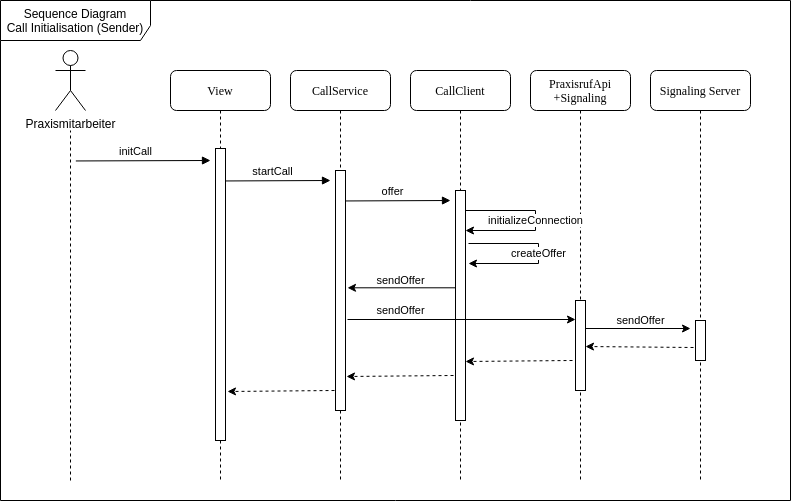 Sequence Diagram
Call Initialisation (Sender)
Praxismitarbeiter
View
CallService
CallClient
PraxisrufApi
+Signaling
Signaling Server
initCall
startCall
offer
initializeConnection
createOffer
sendOffer
sendOffer
sendOffer